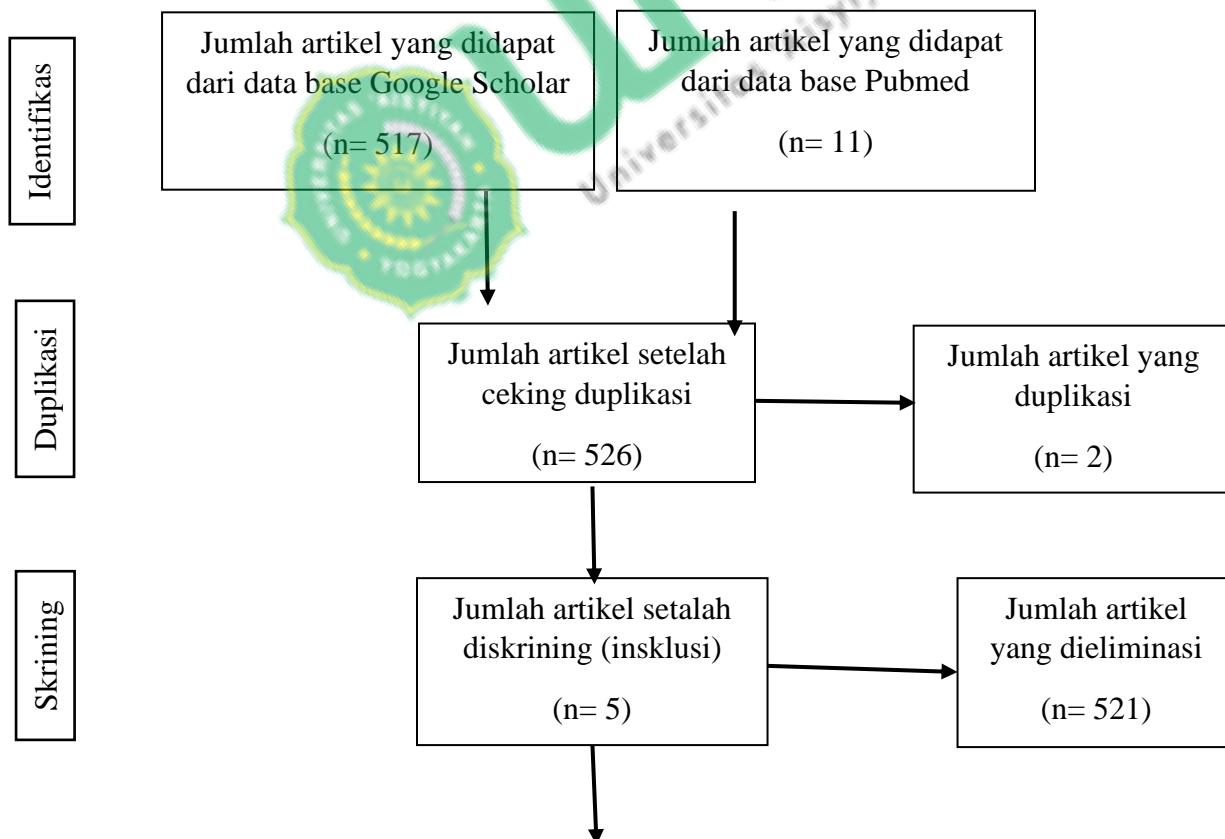 Identifikas
Jumlah artikel yang didapat
dari data base Google Scholar
(n= 517)
Jumlah artikel yang didapat
dari data base Pubmed
(n= 11)
Duplikasi
Jumlah artikel setelah
ceking duplikasi
(n= 526)
Jumlah artikel yang
duplikasi
(n= 2)
Skrining
Jumlah artikel setalah
diskrining (insklusi)
(n= 5)
Jumlah artikel
yang dieliminasi
(n= 521)
Universitas
YOGYAKARTA